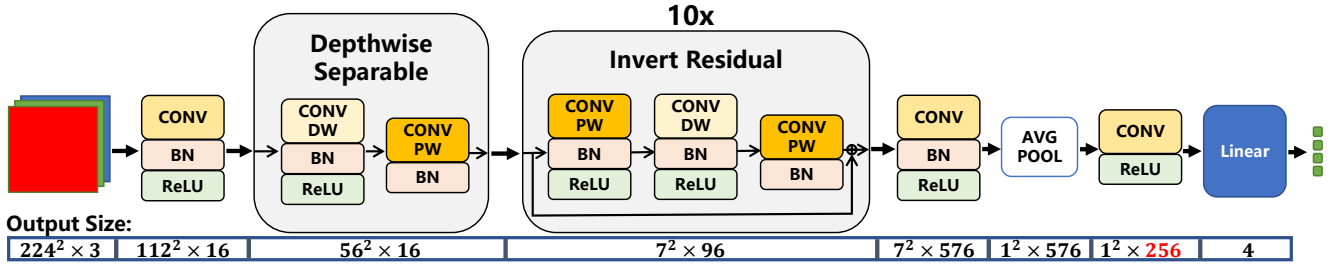 10x
Depthwise
Separable
Invert Residual
CONV
BN
ReLU
CONV
DW
BN
ReLU
CONV
PW
BN
CONV
PW
BN
ReLU
CONV
DW
BN
ReLU
CONV
PW
BN
CONV
BN
ReLU
AVG
POOL
CONV
ReLU
Linear
Output Size:
224² × 3 112² × 16 56² × 16 7² × 96 7² × 576 1² × 576 1² × 256 4